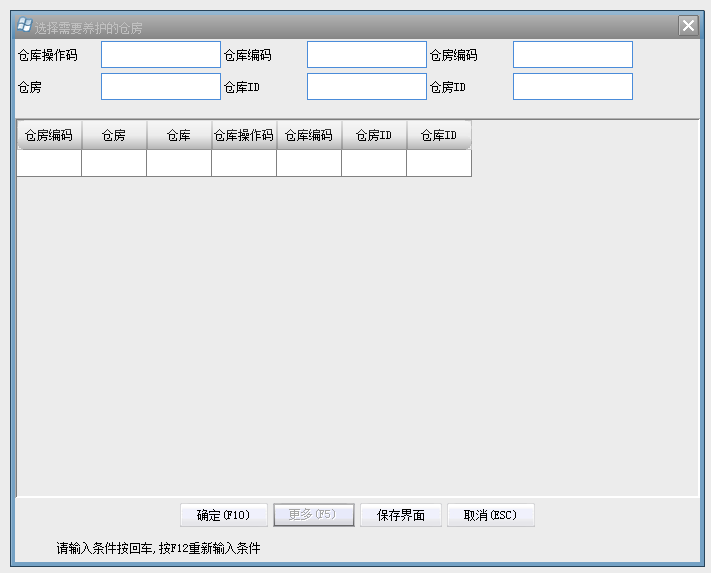 选择需要养护的仓房
仓库操作码 仓库编码 仓房编码
仓房 仓库ID 仓房ID
仓房编码 仓房 仓库 仓库操作码 仓库编码 仓房ID 仓库ID
确定(F10) 更多(F5) 保存界面 取消(ESC)
请输入条件按回车,按F12重新输入条件